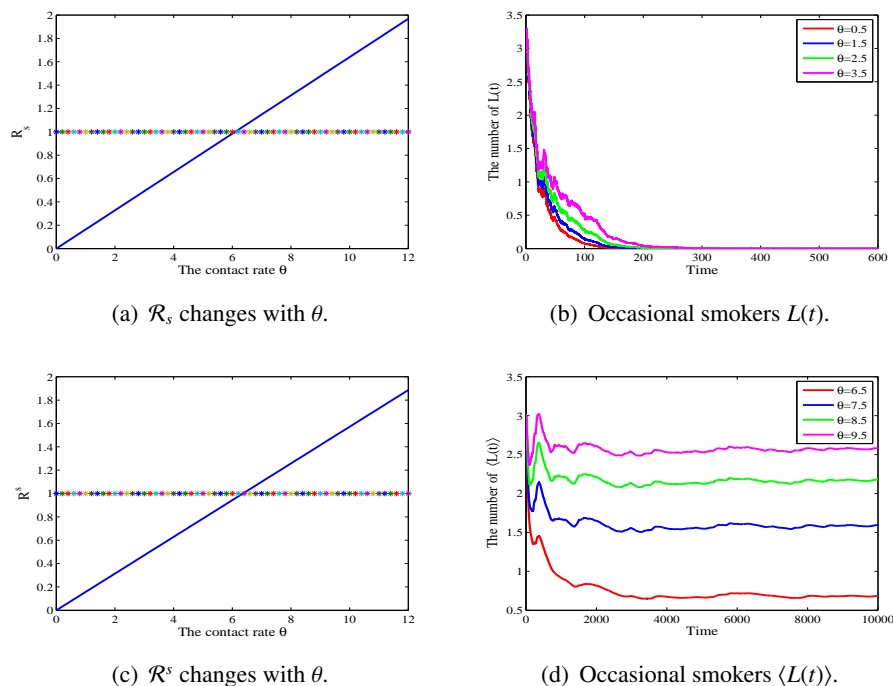 2
1.8
1.6
1.4
1.2
1
0.8
0.6
0.4
0.2
0
R_s
0 2 4 6 8 10 12
The contact rate θ
(a) R_s changes with θ.
3.5
3
2.5
2
1.5
1
0.5
0
The number of L(t)
θ=0.5
θ=1.5
θ=2.5
θ=3.5
0 100 200 300 400 500 600
Time
(b) Occasional smokers L(t).
2
1.8
1.6
1.4
1.2
1
0.8
0.6
0.4
0.2
0
R^s
0 2 4 6 8 10 12
The contact rate θ
(c) R^s changes with θ.
3.5
3
2.5
2
1.5
1
0.5
The number of ⟨L(t)⟩
θ=6.5
θ=7.5
θ=8.5
θ=9.5
0 2000 4000 6000 8000 10000
Time
(d) Occasional smokers ⟨L(t)⟩.